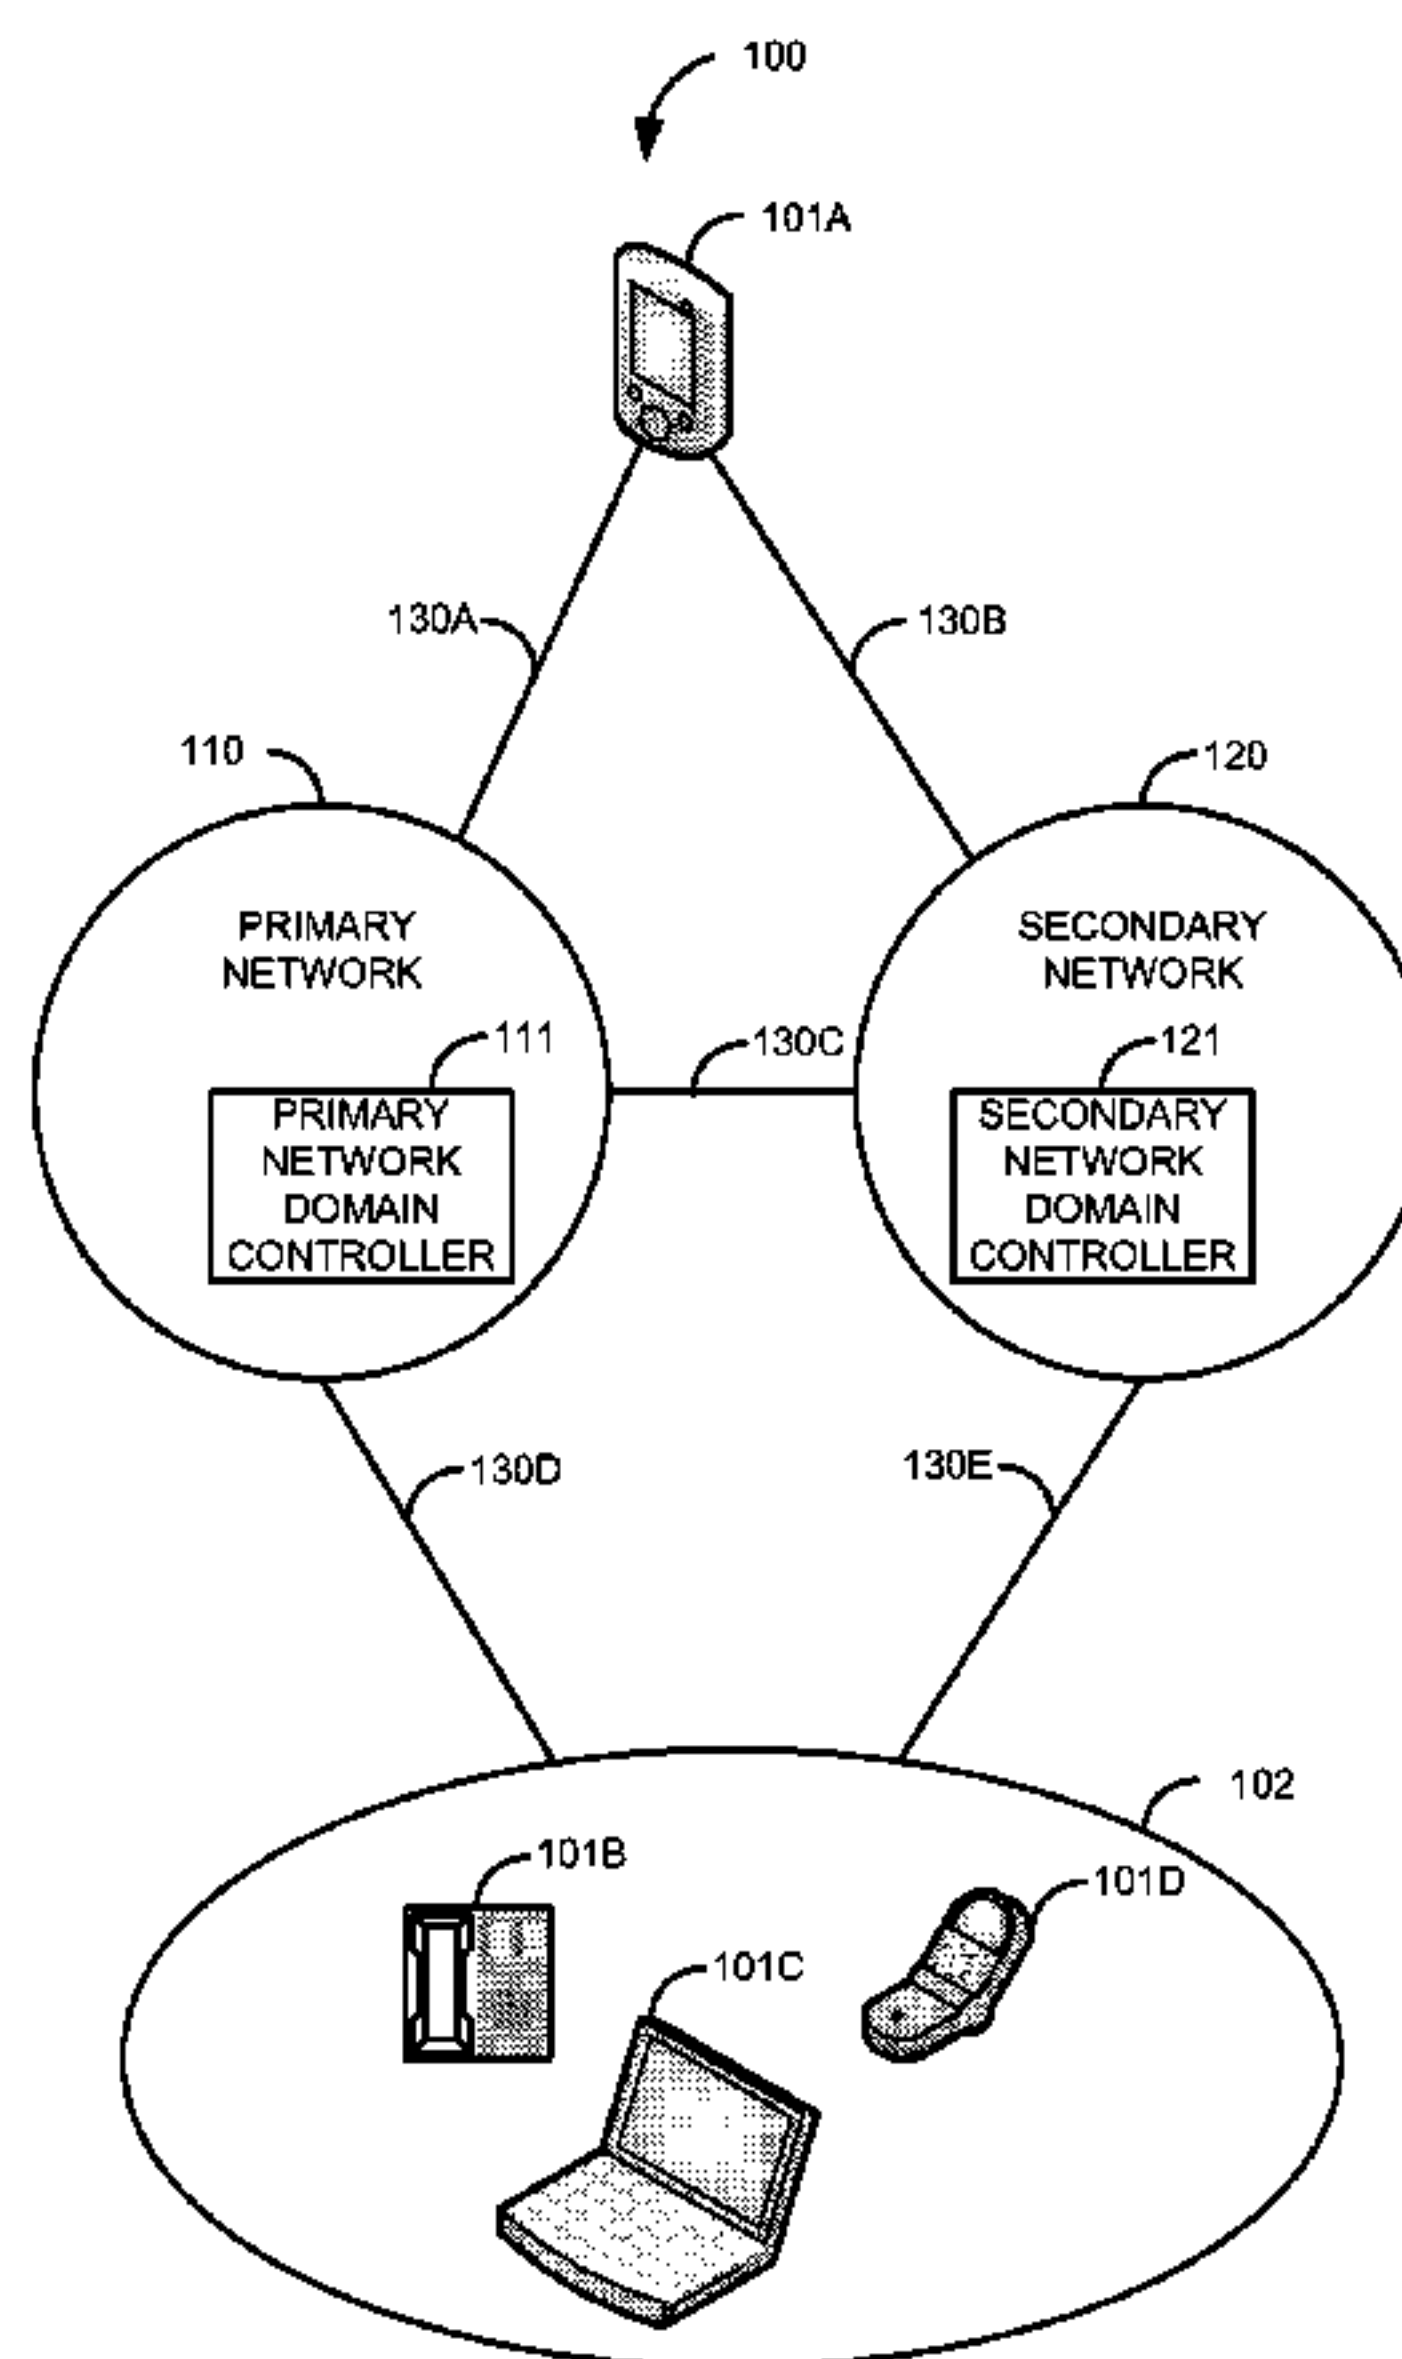 100
101A
130A
130B
110
120
PRIMARY
NETWORK
SECONDARY
NETWORK
111
130C
121
PRIMARY
NETWORK
DOMAIN
CONTROLLER
SECONDARY
NETWORK
DOMAIN
CONTROLLER
130D
130E
102
101B
101D
101C